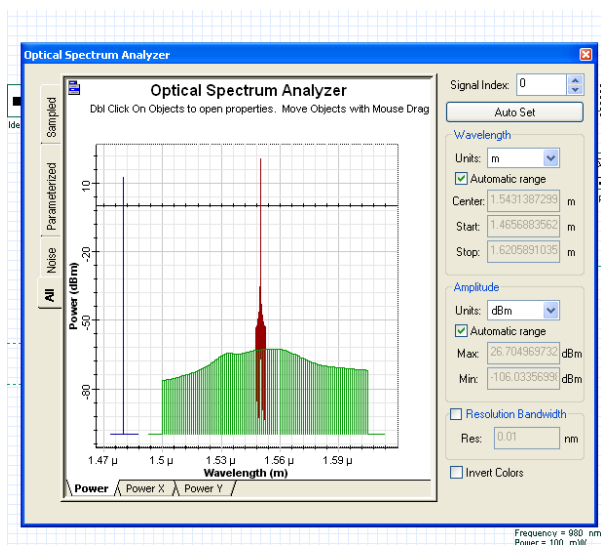 Optical Spectrum Analyzer
Ide
Sampled
Parameterized
Noise
All
Optical Spectrum Analyzer
Dbl Click On Objects to open properties. Move Objects with Mouse Drag
Power (dBm)
10
-20
-50
-80
1.47 µ 1.5 µ 1.53 µ 1.56 µ 1.59 µ
Wavelength (m)
Power Power X Power Y
Signal Index: 0
Auto Set
Wavelength
Units: m
Automatic range
Center: 1.5431387299 m
Start: 1.4656883562 m
Stop: 1.6205891035 m
Amplitude
Units: dBm
Automatic range
Max: 26.704969732 dBm
Min: -106.0335699 dBm
Resolution Bandwidth
Res: 0.01 nm
Invert Colors
Frequency = 980 nm
Power = 100 mW